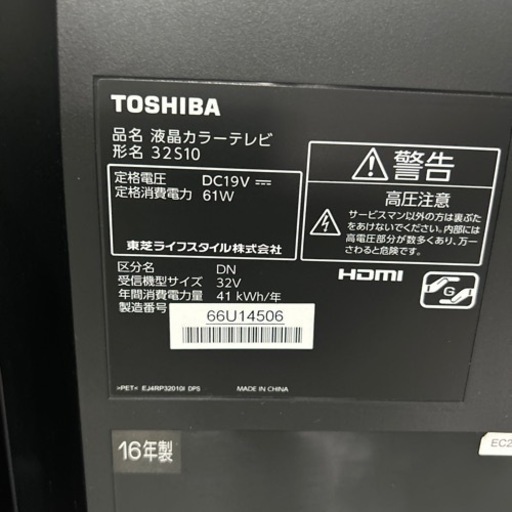 TOSHIBA
品名 液晶カラーテレビ
形名 32S10
定格電圧 DC19V ⎓
定格消費電力 61W
東芝ライフスタイル株式会社
区分名 DN
受信機型サイズ 32V
年間消費電力量 41 kWh/年
製造番号
66U14506
>PET< EJ4RP32010I DPS
MADE IN CHINA
警告
高圧注意
サービスマン以外の方は裏ぶた
をあけないでください。内部には
高電圧部分が数多くあり、万一
さわると危険です。
HDMI
G
16年製
EC2